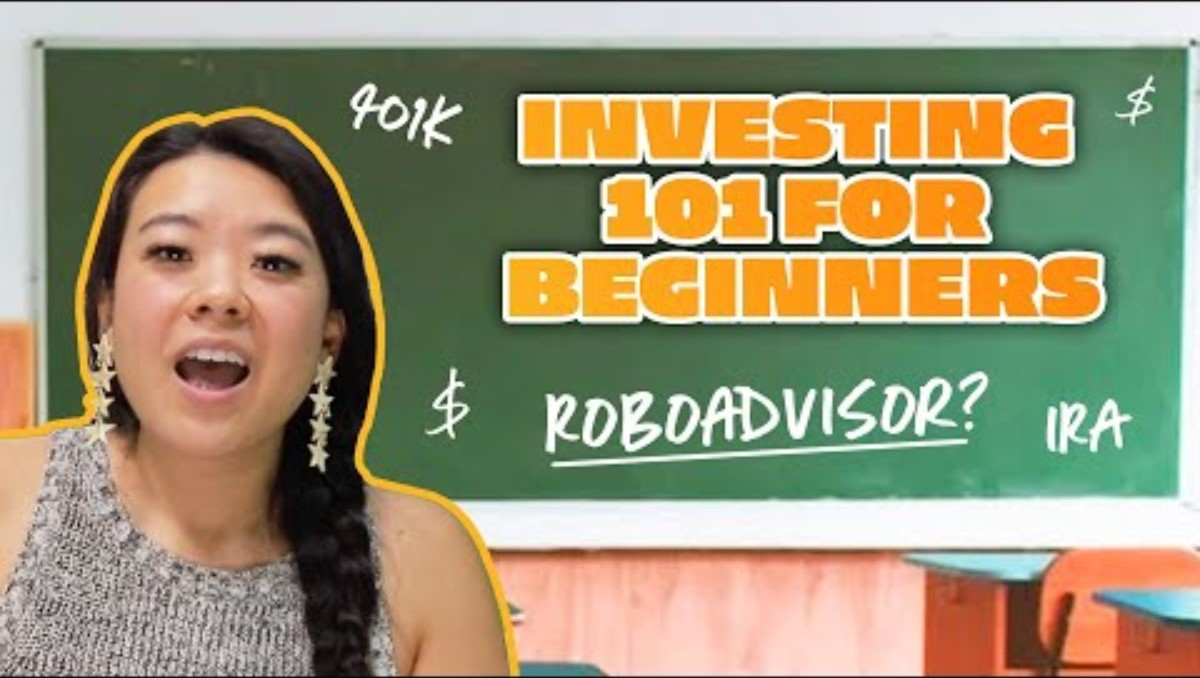 401K
$
INVESTING
101 FOR
BEGINNERS
$
ROBOADVISOR?
IRA